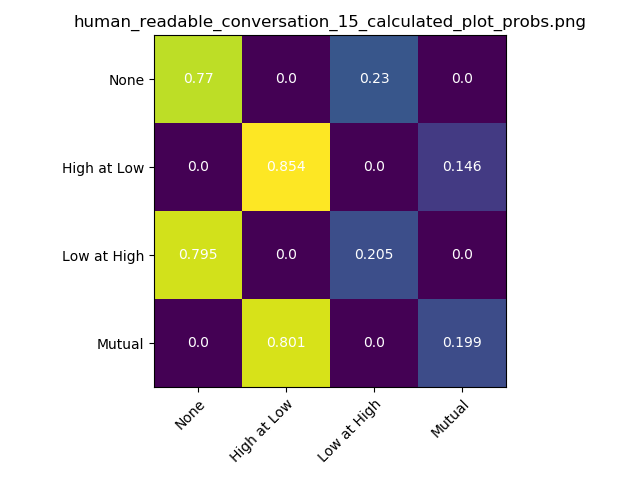 human_readable_conversation_15_calculated_plot_probs.png
None 0.77 0.0 0.23 0.0
High at Low 0.0 0.854 0.0 0.146
Low at High 0.795 0.0 0.205 0.0
Mutual 0.0 0.801 0.0 0.199
None High at Low Low at High Mutual